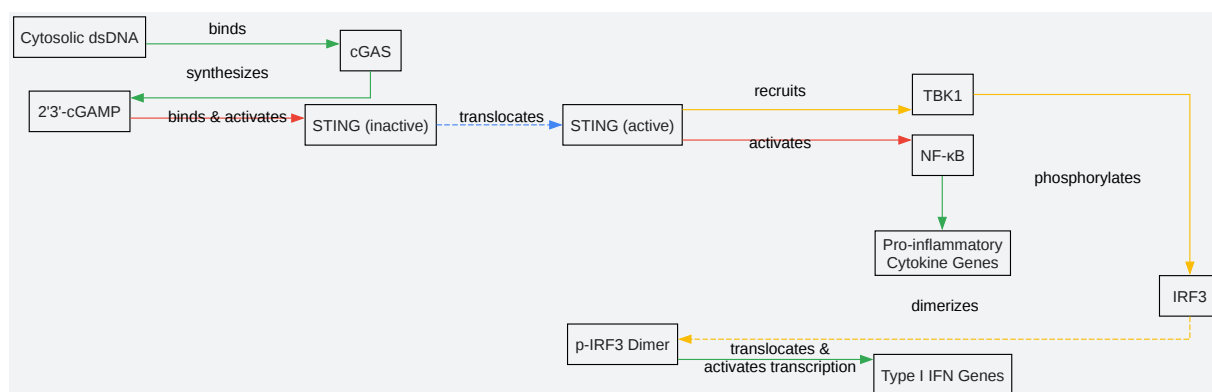 Cytosolic dsDNA
binds
cGAS
synthesizes
2'3'-cGAMP
binds & activates
STING (inactive)
translocates
STING (active)
recruits
TBK1
activates
NF-κB
phosphorylates
Pro-inflammatory
Cytokine Genes
IRF3
dimerizes
p-IRF3 Dimer
translocates &
activates transcription
Type I IFN Genes